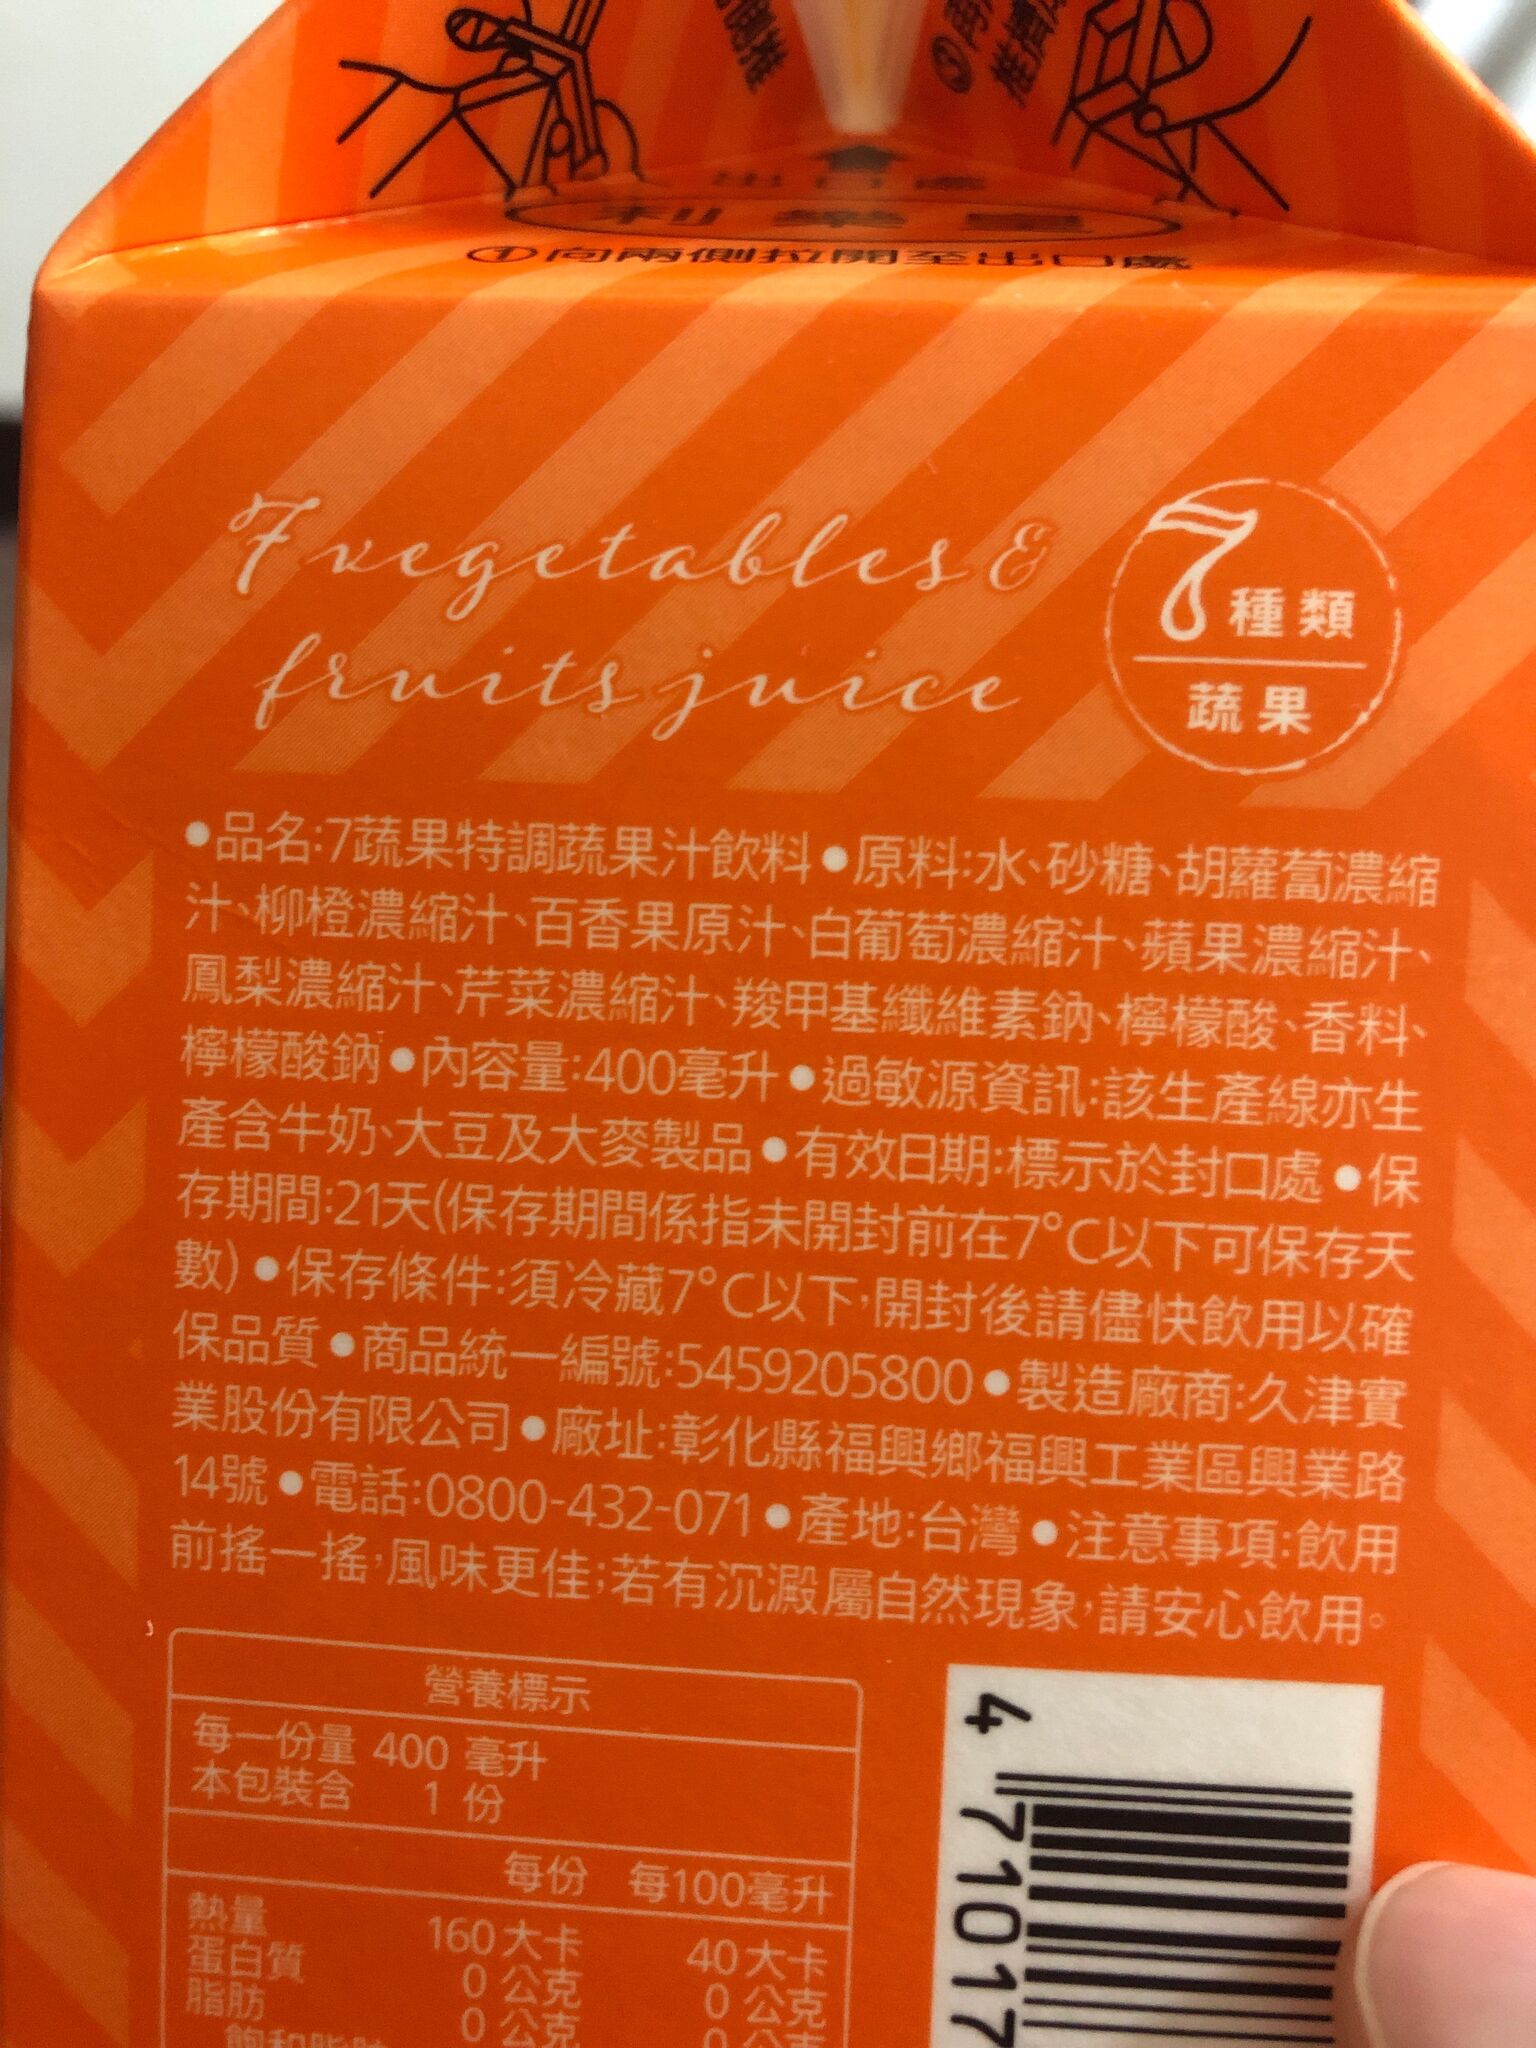 出口處
利樂皇
①向兩側拉開至出口處
7 vegetables &
fruits juice
7種類
蔬果
●品名:7蔬果特調蔬果汁飲料●原料:水、砂糖、胡蘿蔔濃縮
汁、柳橙濃縮汁、百香果原汁、白葡萄濃縮汁、蘋果濃縮汁、
鳳梨濃縮汁、芹菜濃縮汁、羧甲基纖維素鈉、檸檬酸、香料、
檸檬酸鈉●內容量:400毫升●過敏源資訊:該生產線亦生
產含牛奶、大豆及大麥製品●有效日期:標示於封口處●保
存期間:21天(保存期間係指未開封前在7°C以下可保存天
數)●保存條件:須冷藏7°C以下,開封後請儘快飲用以確
保品質●商品統一編號:5459205800●製造廠商:久津實
業股份有限公司●廠址:彰化縣福興鄉福興工業區興業路
14號●電話:0800-432-071●產地:台灣●注意事項:飲用
前搖一搖,風味更佳;若有沉澱屬自然現象,請安心飲用。
營養標示
每一份量 400 毫升
本包裝含 1 份
每份 每100毫升
熱量 160大卡 40大卡
蛋白質 0 公克 0 公克
脂肪 0 公克 0 公克
飽和脂肪
4 71017